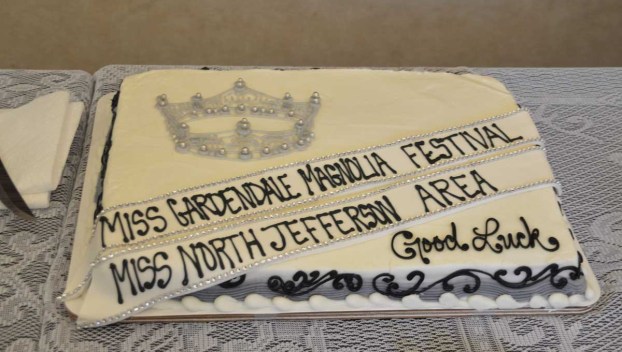 MISS GARDENDALE MAGNOLIA FESTIVAL
MISS NORTH JEFFERSON AREA
Good Luck